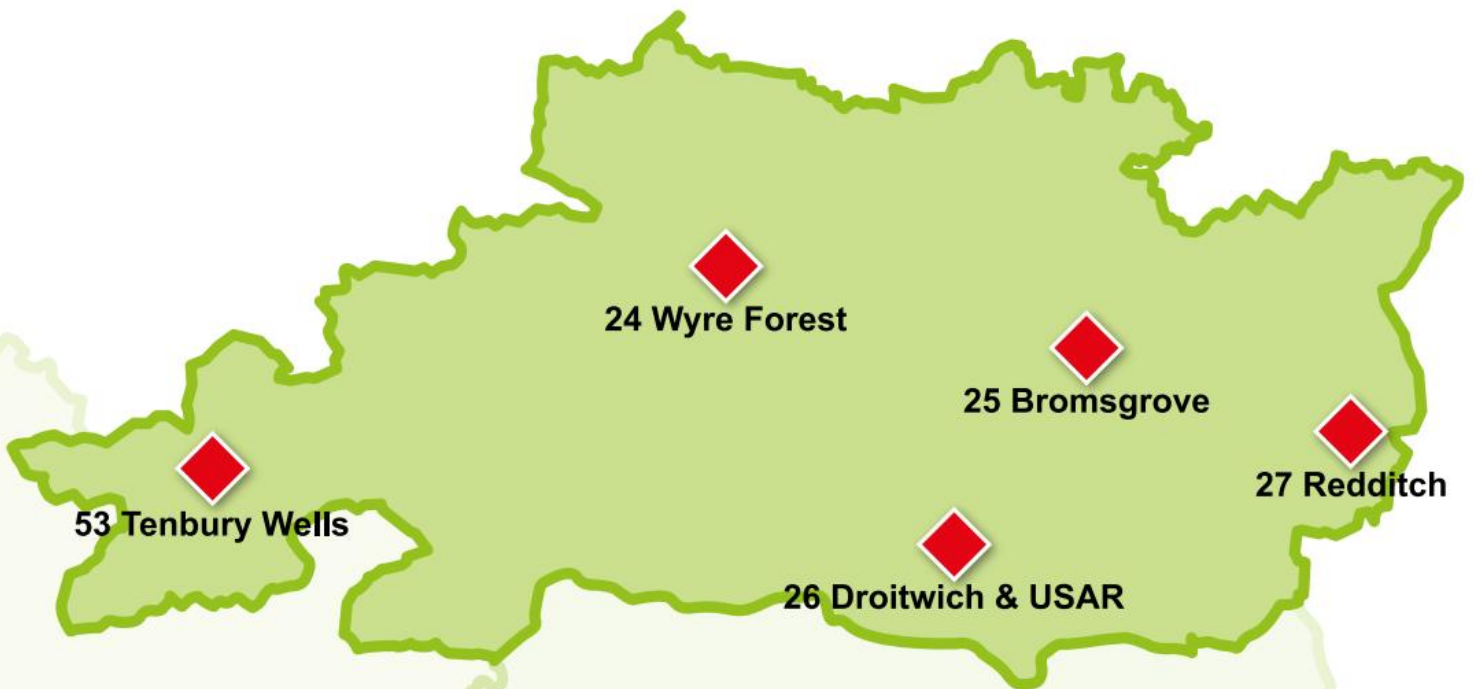 24 Wyre Forest
25 Bromsgrove
27 Redditch
53 Tenbury Wells
26 Droitwich & USAR